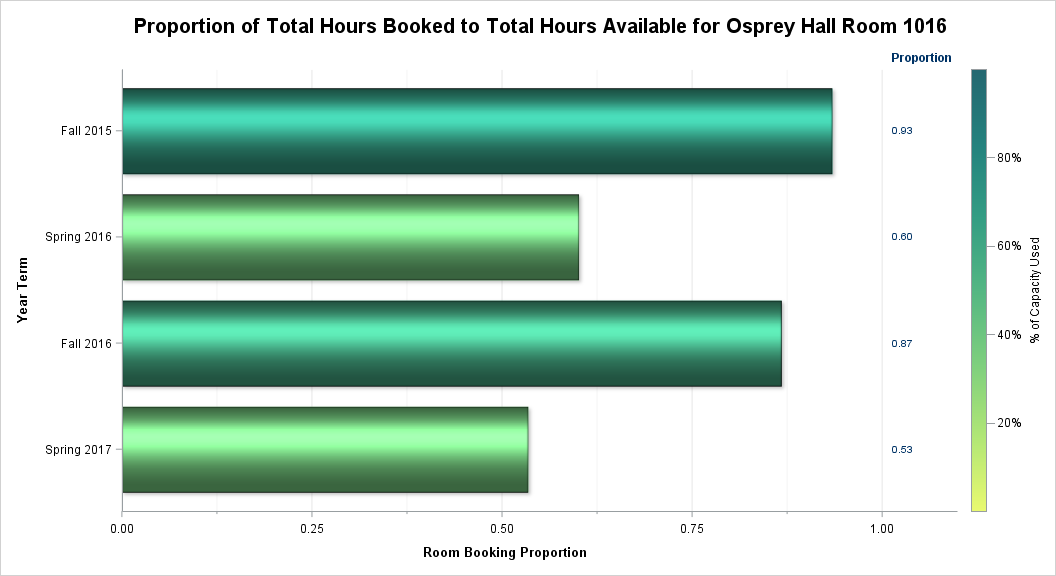 Proportion of Total Hours Booked to Total Hours Available for Osprey Hall Room 1016
Proportion
Fall 2015
0.93
Spring 2016
0.60
Fall 2016
0.87
Spring 2017
0.53
Year Term
0.00 0.25 0.50 0.75 1.00
Room Booking Proportion
80%
60%
40%
20%
% of Capacity Used